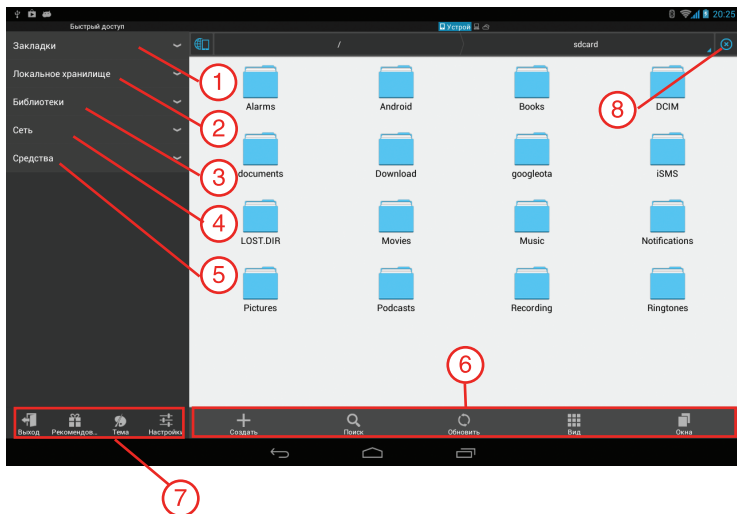 20:25
Быстрый доступ
Устрой
Закладки
/
sdcard
Локальное хранилище
Библиотеки
Сеть
Средства
1
2
3
4
5
8
Alarms
Android
Books
DCIM
documents
Download
googleota
iSMS
LOST.DIR
Movies
Music
Notifications
Pictures
Podcasts
Recording
Ringtones
6
Выход
Рекомендов...
Тема
Настройки
Создать
Поиск
Обновить
Вид
Окна
7